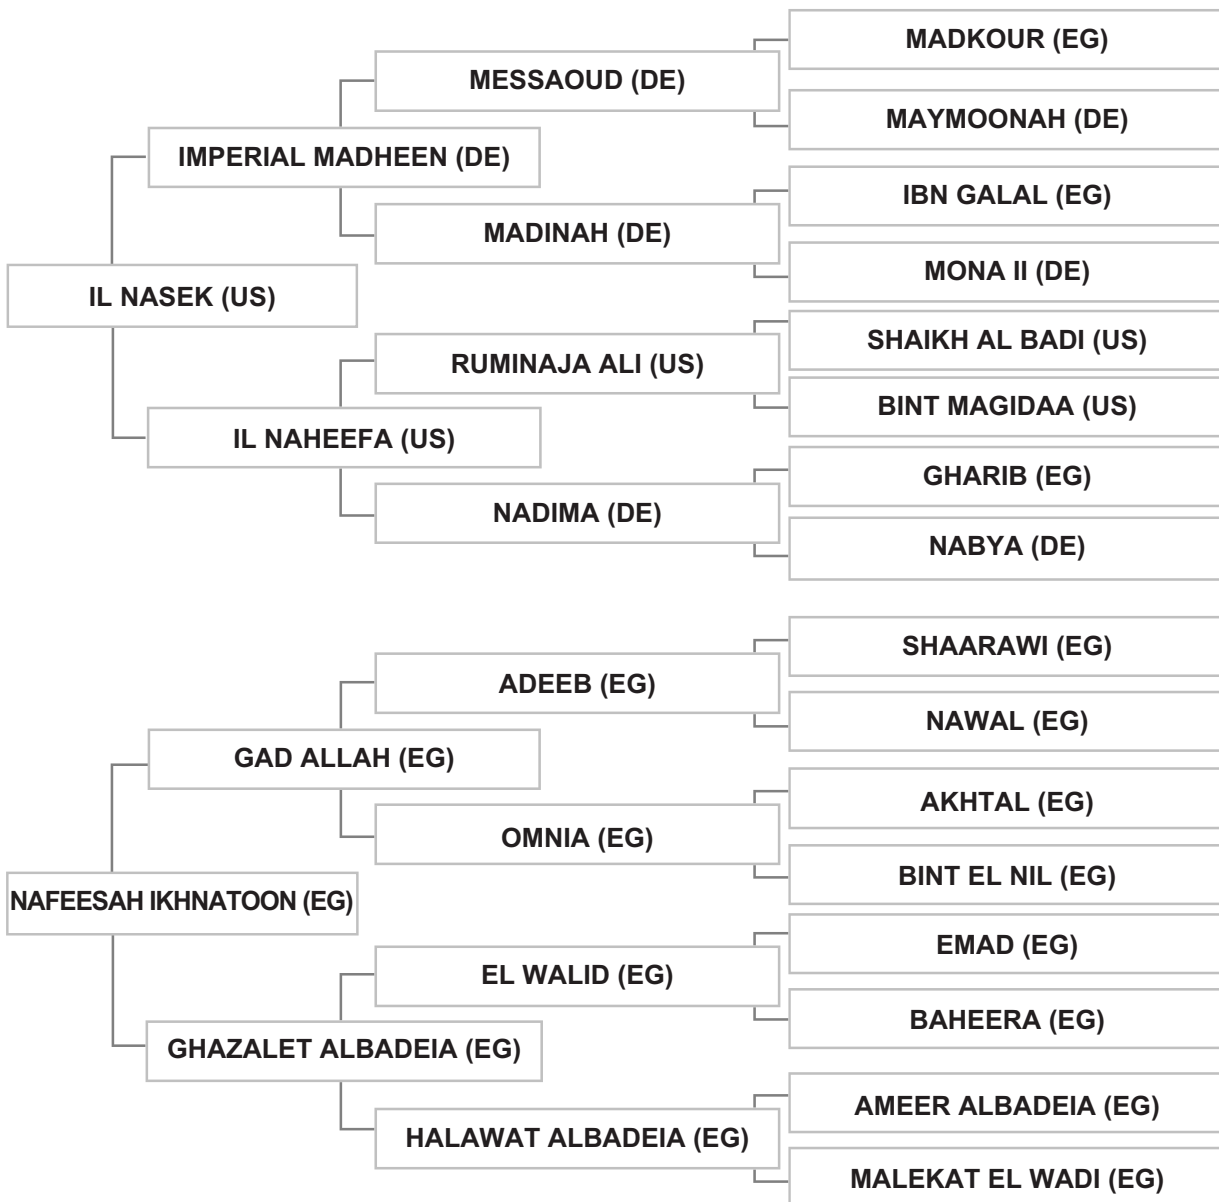 MADKOUR (EG)
MESSAOUD (DE)
MAYMOONAH (DE)
IMPERIAL MADHEEN (DE)
IBN GALAL (EG)
MADINAH (DE)
MONA II (DE)
IL NASEK (US)
SHAIKH AL BADI (US)
RUMINAJA ALI (US)
BINT MAGIDAA (US)
IL NAHEEFA (US)
GHARIB (EG)
NADIMA (DE)
NABYA (DE)
SHAARAWI (EG)
ADEEB (EG)
NAWAL (EG)
GAD ALLAH (EG)
AKHTAL (EG)
OMNIA (EG)
BINT EL NIL (EG)
NAFEESAH IKHNATOON (EG)
EMAD (EG)
EL WALID (EG)
BAHEERA (EG)
GHAZALET ALBADEIA (EG)
AMEER ALBADEIA (EG)
HALAWAT ALBADEIA (EG)
MALEKAT EL WADI (EG)